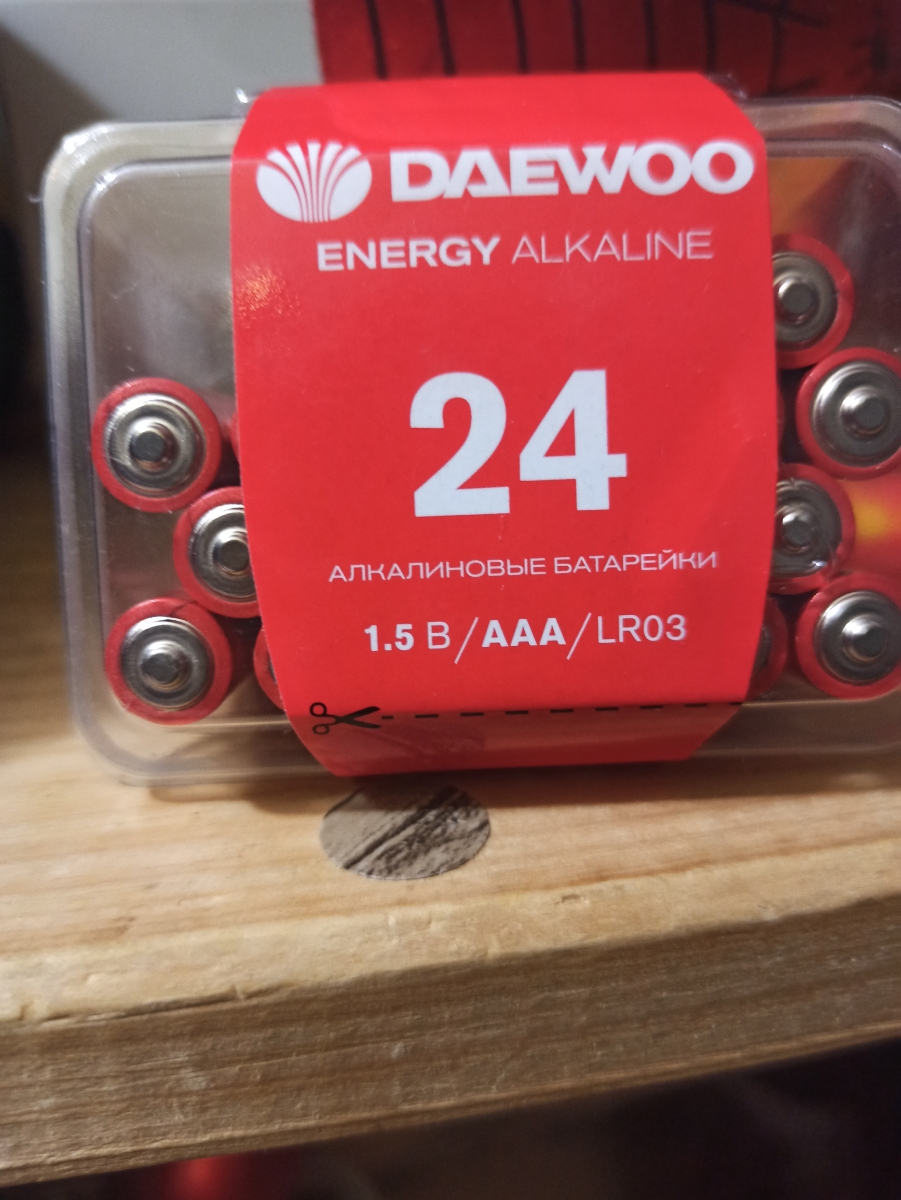 DAEWOO
ENERGY ALKALINE
24
АЛКАЛИНОВЫЕ БАТАРЕЙКИ
1.5 В/AAA/LR03